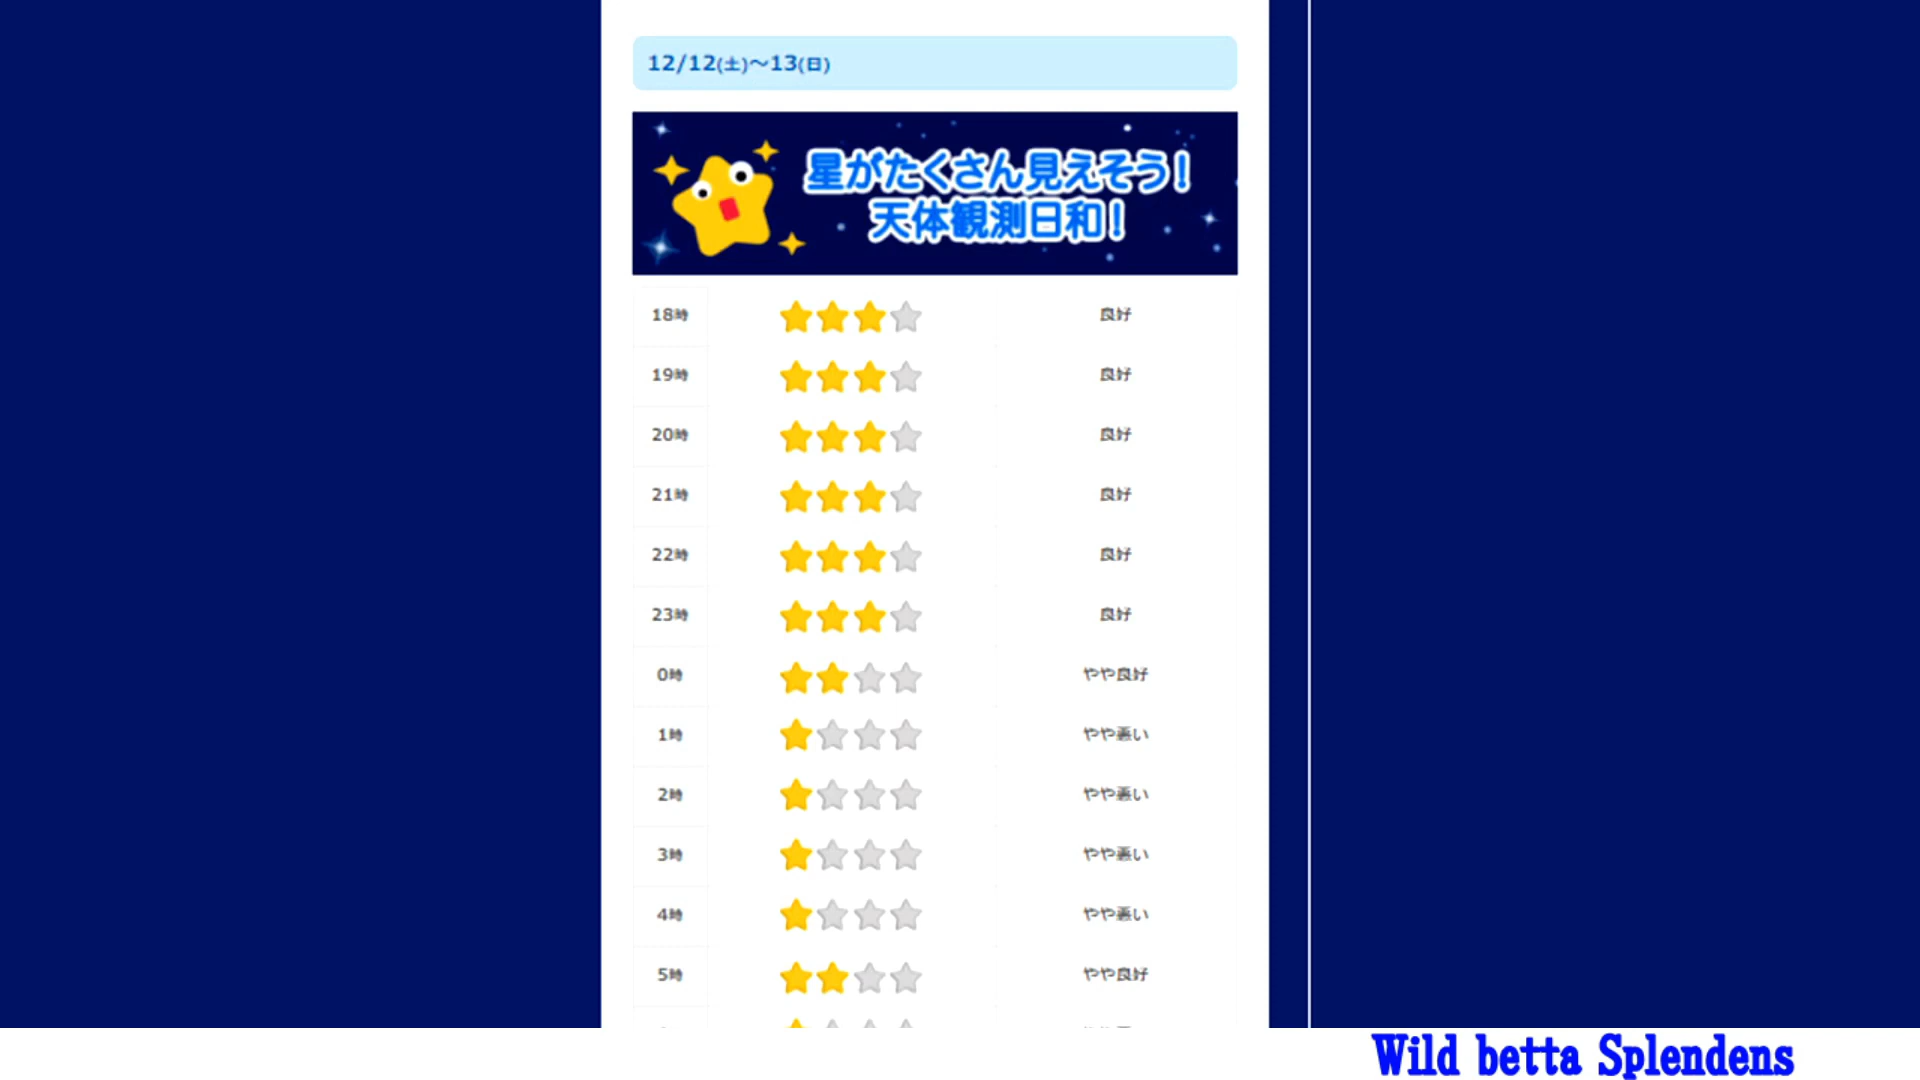 12/12(土)～13(日)
星がたくさん見えそう!
天体観測日和!
18時 良好
19時 良好
20時 良好
21時 良好
22時 良好
23時 良好
0時 やや良好
1時 やや悪い
2時 やや悪い
3時 やや悪い
4時 やや悪い
5時 やや良好
Wild betta Splendens